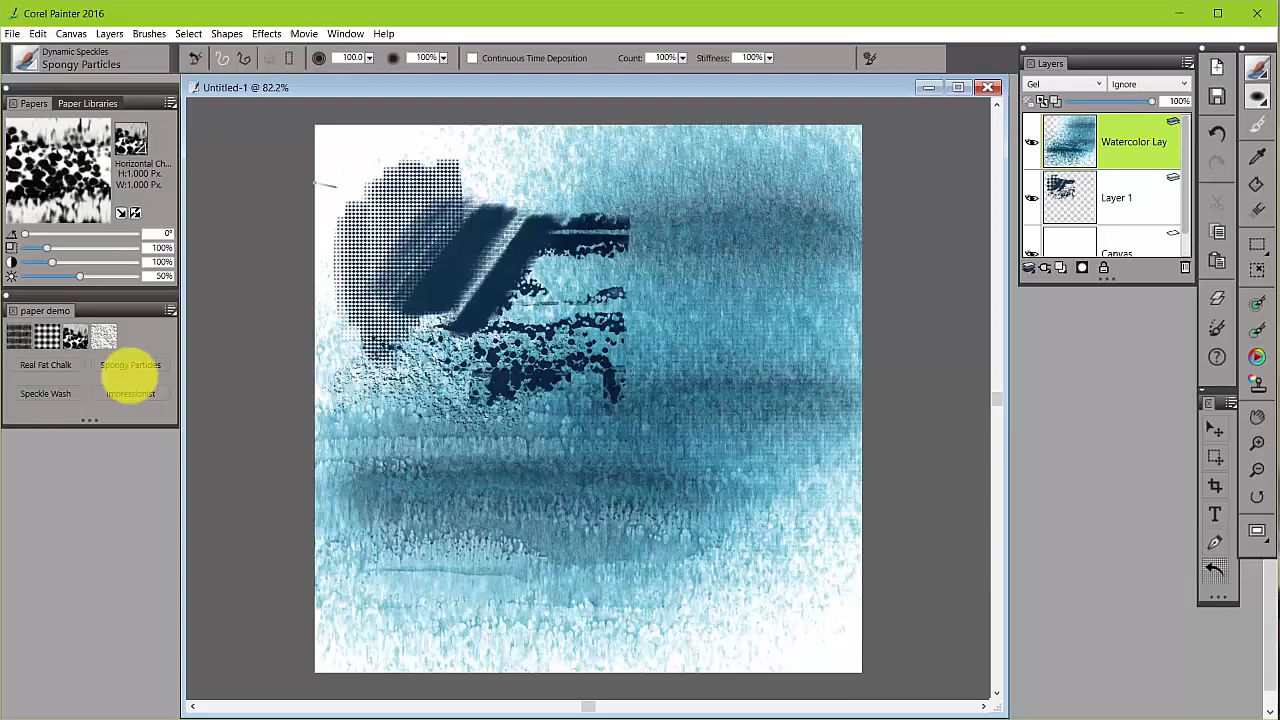 Corel Painter 2016
File Edit Canvas Layers Brushes Select Shapes Effects Movie Window Help
Dynamic Speckles
Spongy Particles
100.0 100% Continuous Time Deposition Count: 100% Stiffness: 100%
Papers Paper Libraries
Horizontal Ch...
H:1.000 Px.
W:1.000 Px.
0°
100%
100%
50%
paper demo
Real Fat Chalk Spongy Particles
Speckle Wash Impressionist
Untitled-1 @ 82.2%
Layers
Gel Ignore
100%
Watercolor Lay
Layer 1
Canvas